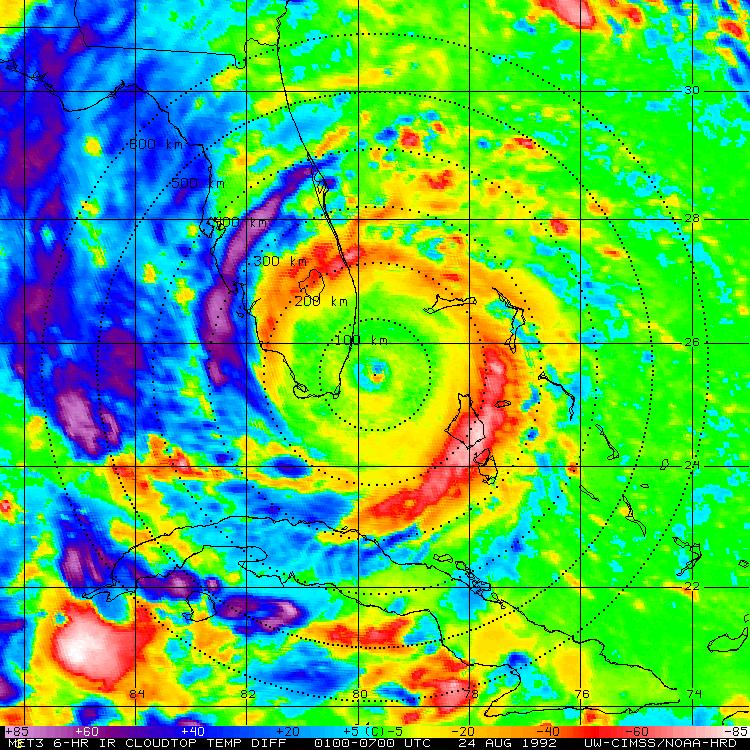 30
800 km
500 km
400 km
28
300 km
200 km
100 km
26
24
22
84 82 80 78 76 74
+85 +60 +40 +20 +5 (C) -5 -20 -40 -60 -85
MET3 6-HR IR CLOUDTOP TEMP DIFF 0100-0700 UTC 24 AUG 1992 UW-CIMSS/NOAA-HRD